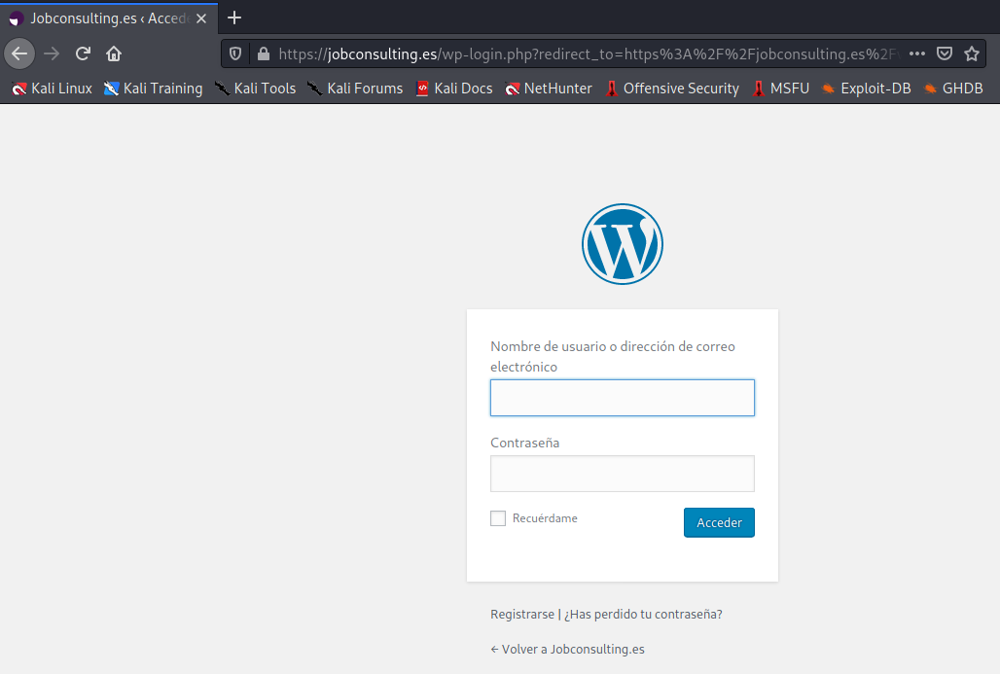 Jobconsulting.es ‹ Acced
https://jobconsulting.es/wp-login.php?redirect_to=https%3A%2F%2Fjobconsulting.es%2F
Kali Linux Kali Training Kali Tools Kali Forums Kali Docs NetHunter Offensive Security MSFU Exploit-DB GHDB
Nombre de usuario o dirección de correo
electrónico
Contraseña
Recuérdame Acceder
Registrarse | ¿Has perdido tu contraseña?
← Volver a Jobconsulting.es